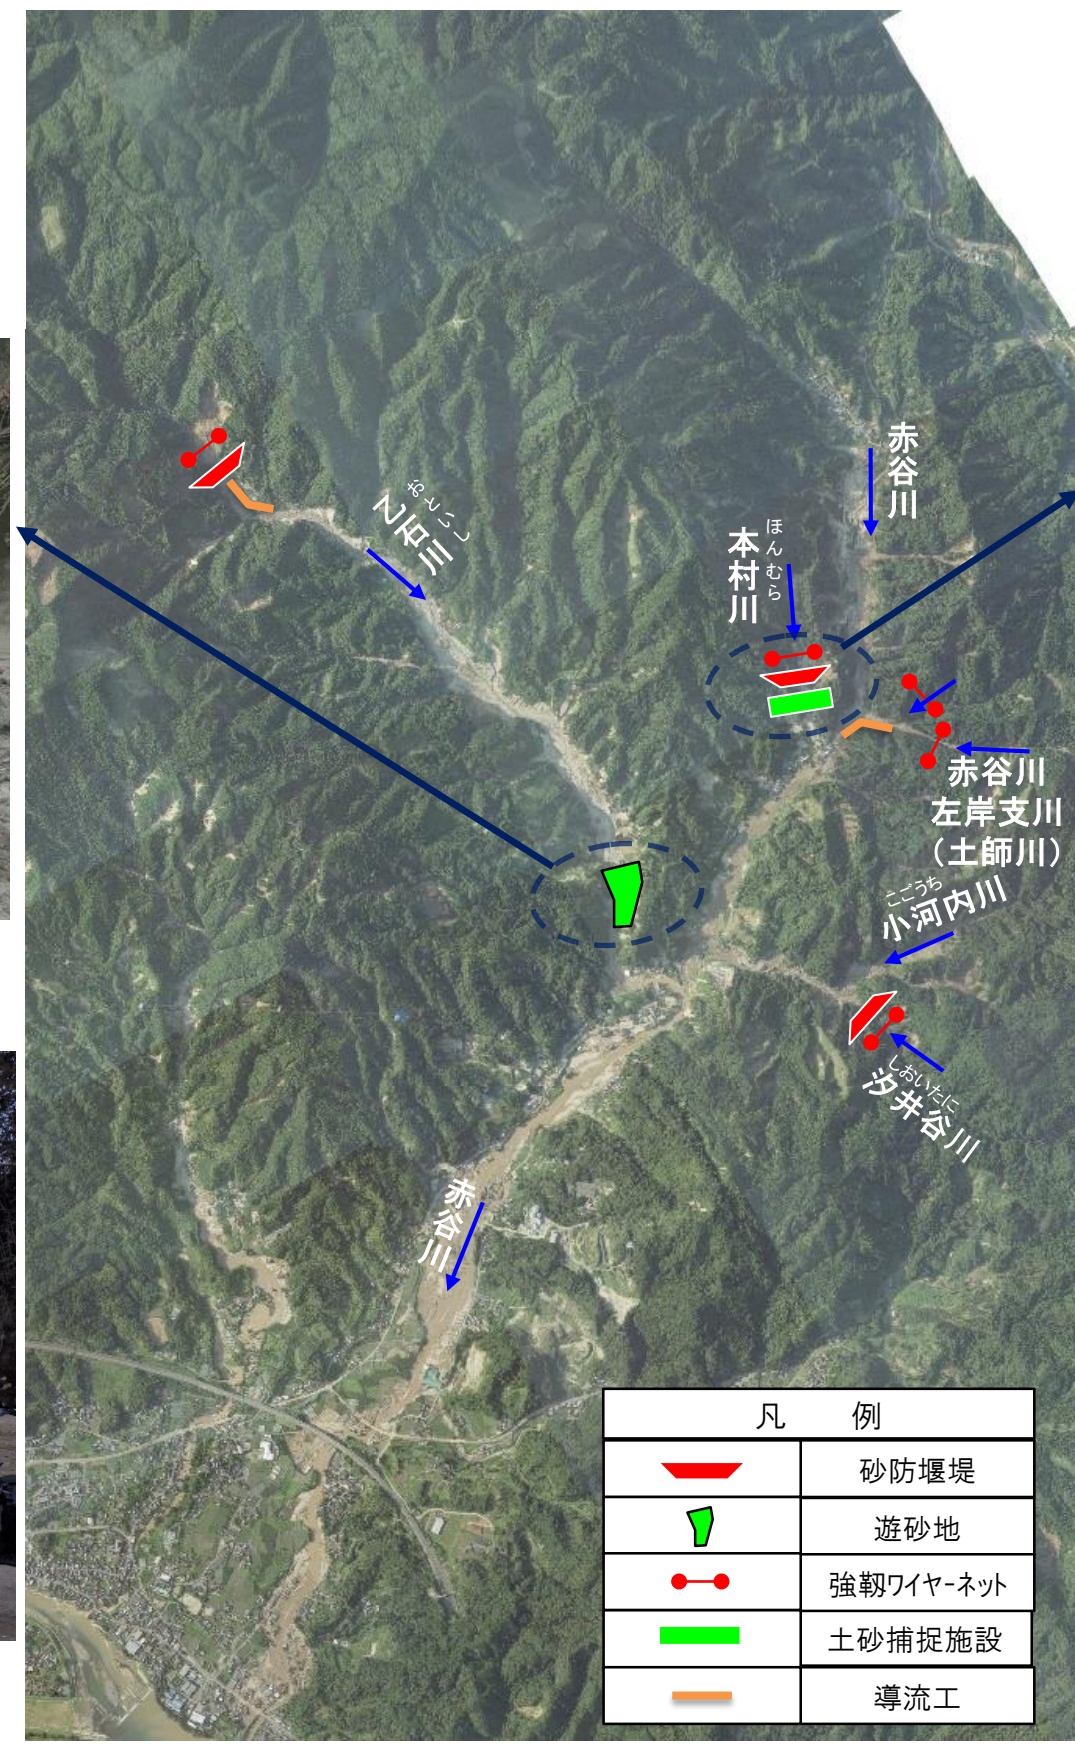 赤谷川
おといし
乙石川
ほんむら
本村川
赤谷川
左岸支川
（土師川）
こごうち
小河内川
しおいたに
汐井谷川
赤谷川
凡　例
砂防堰堤
遊砂地
強靱ワイヤーネット
土砂捕捉施設
導流工